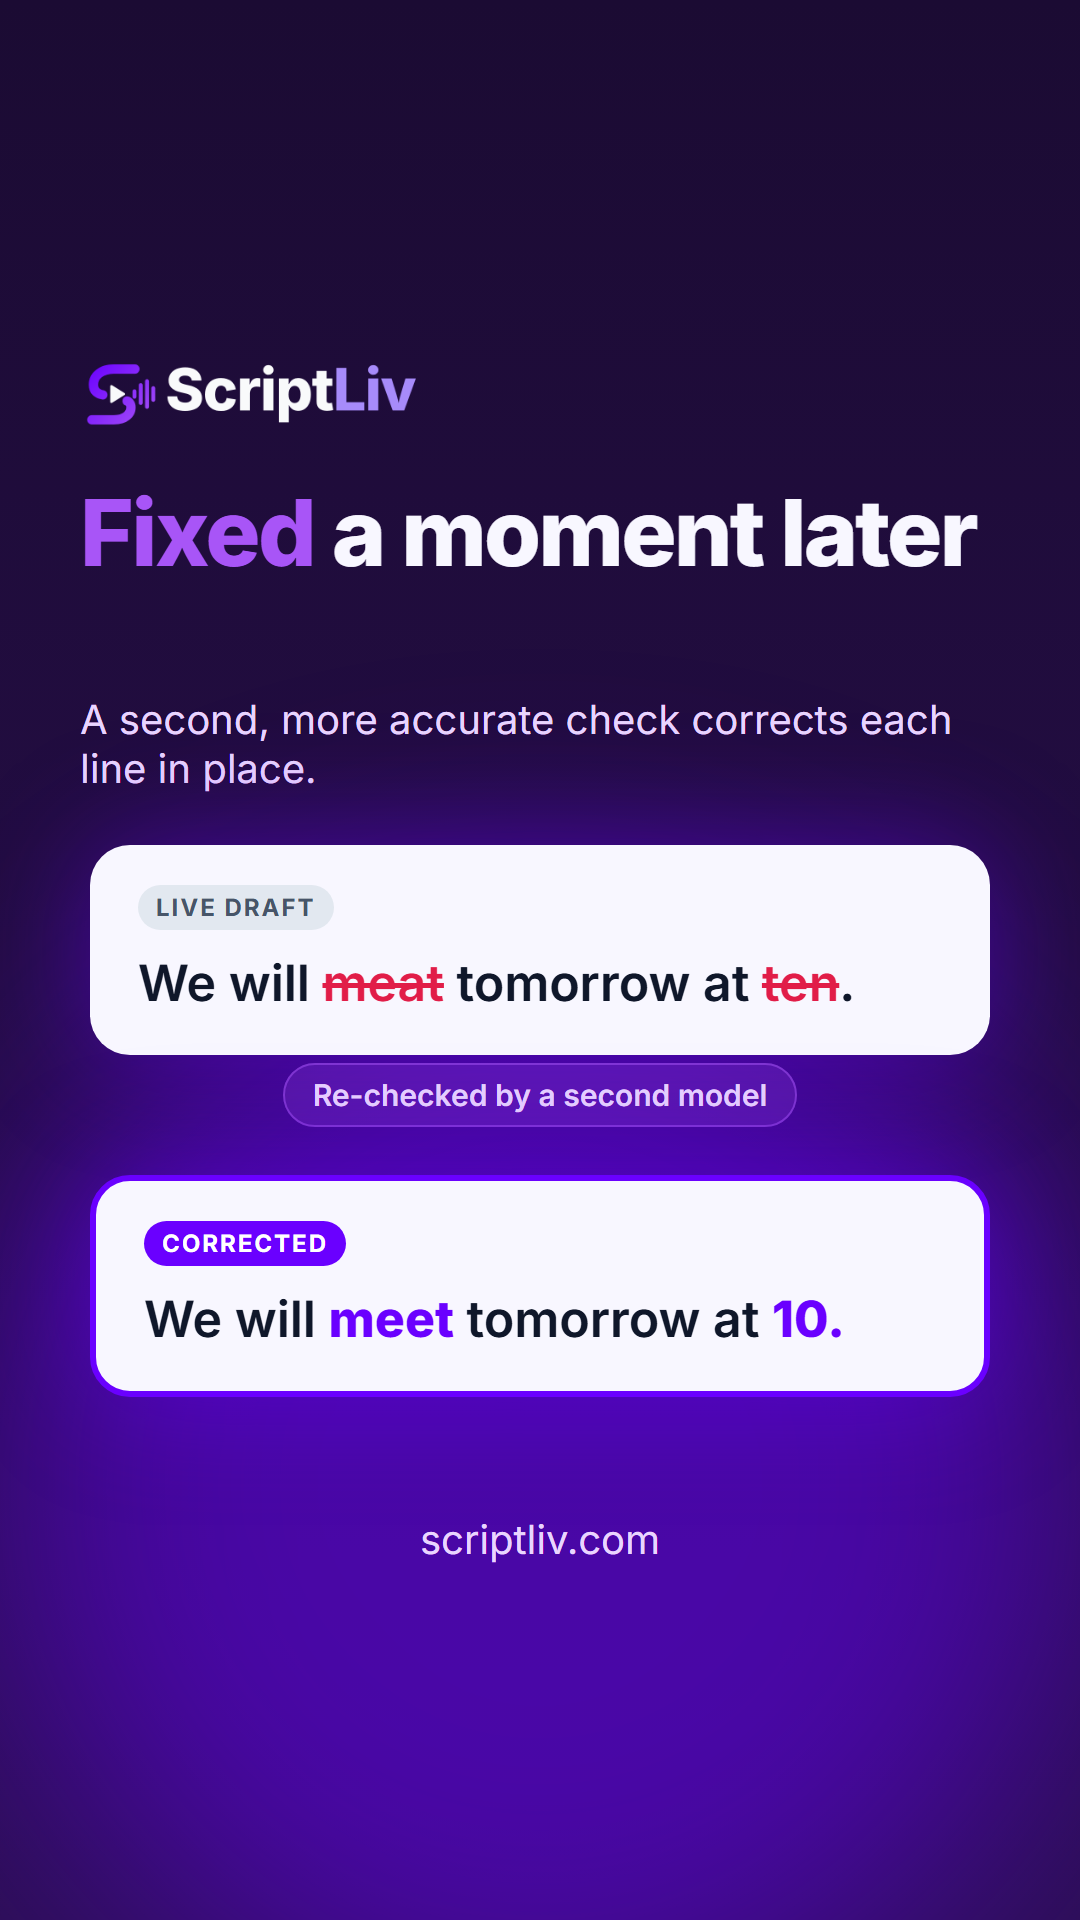 ScriptLiv
Fixed a moment later
A second, more accurate check corrects each
line in place.
LIVE DRAFT
We will meat tomorrow at ten.
Re-checked by a second model
CORRECTED
We will meet tomorrow at 10.
scriptliv.com